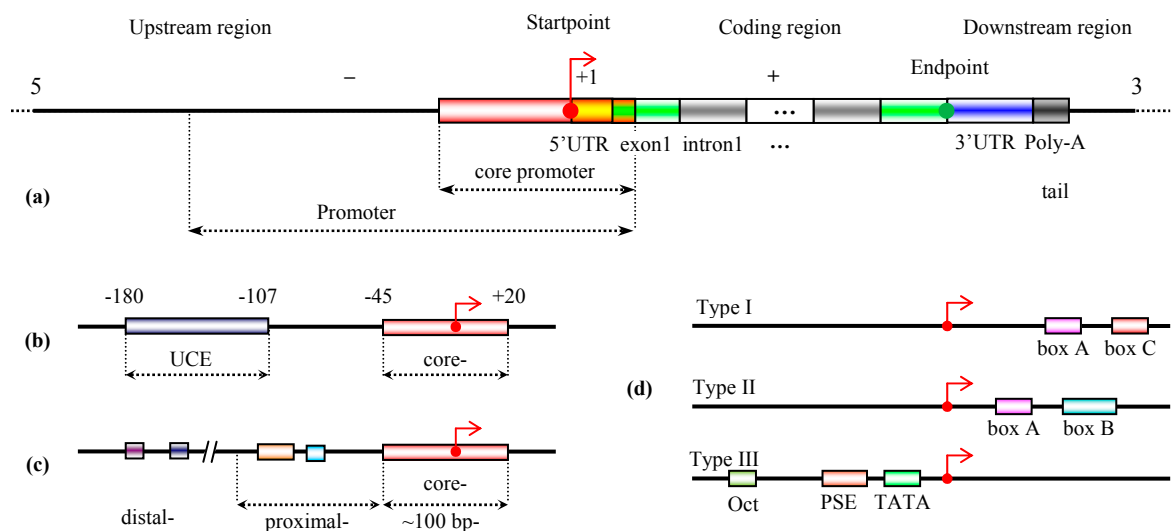 Upstream region
Startpoint
Coding region
Downstream region
5
–
+1
+
Endpoint
3
...
5'UTR exon1 intron1 ... 3'UTR Poly-A
tail
core promoter
Promoter
(a)
-180 -107 -45 +20
UCE
core-
(b)
core-
distal- proximal- ~100 bp-
(c)
Type I
box A box C
(d)
Type II
box A box B
Type III
Oct PSE TATA